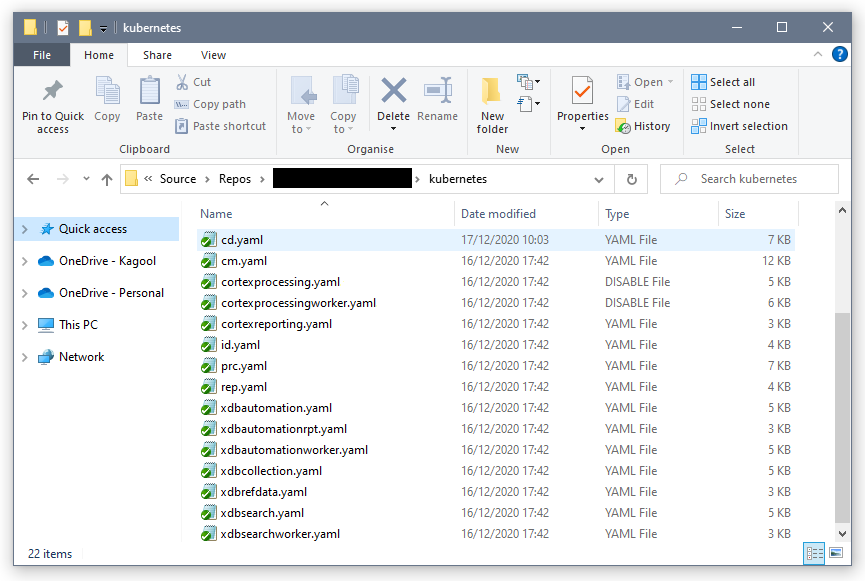 kubernetes
File Home Share View
Pin to Quick access
Copy
Paste
Cut
Copy path
Paste shortcut
Clipboard
Move to
Copy to
Delete
Rename
Organise
New folder
New
Properties
Open
Edit
History
Open
Select all
Select none
Invert selection
Select
« Source › Repos › › kubernetes
Search kubernetes
Quick access
OneDrive - Kagool
OneDrive - Personal
This PC
Network
Name Date modified Type Size
cd.yaml 17/12/2020 10:03 YAML File 7 KB
cm.yaml 16/12/2020 17:42 YAML File 12 KB
cortexprocessing.yaml 16/12/2020 17:42 DISABLE File 5 KB
cortexprocessingworker.yaml 16/12/2020 17:42 DISABLE File 6 KB
cortexreporting.yaml 16/12/2020 17:42 YAML File 3 KB
id.yaml 16/12/2020 17:42 YAML File 4 KB
prc.yaml 16/12/2020 17:42 YAML File 7 KB
rep.yaml 16/12/2020 17:42 YAML File 4 KB
xdbautomation.yaml 16/12/2020 17:42 YAML File 5 KB
xdbautomationrpt.yaml 16/12/2020 17:42 YAML File 3 KB
xdbautomationworker.yaml 16/12/2020 17:42 YAML File 5 KB
xdbcollection.yaml 16/12/2020 17:42 YAML File 5 KB
xdbrefdata.yaml 16/12/2020 17:42 YAML File 3 KB
xdbsearch.yaml 16/12/2020 17:42 YAML File 5 KB
xdbsearchworker.yaml 16/12/2020 17:42 YAML File 3 KB
22 items